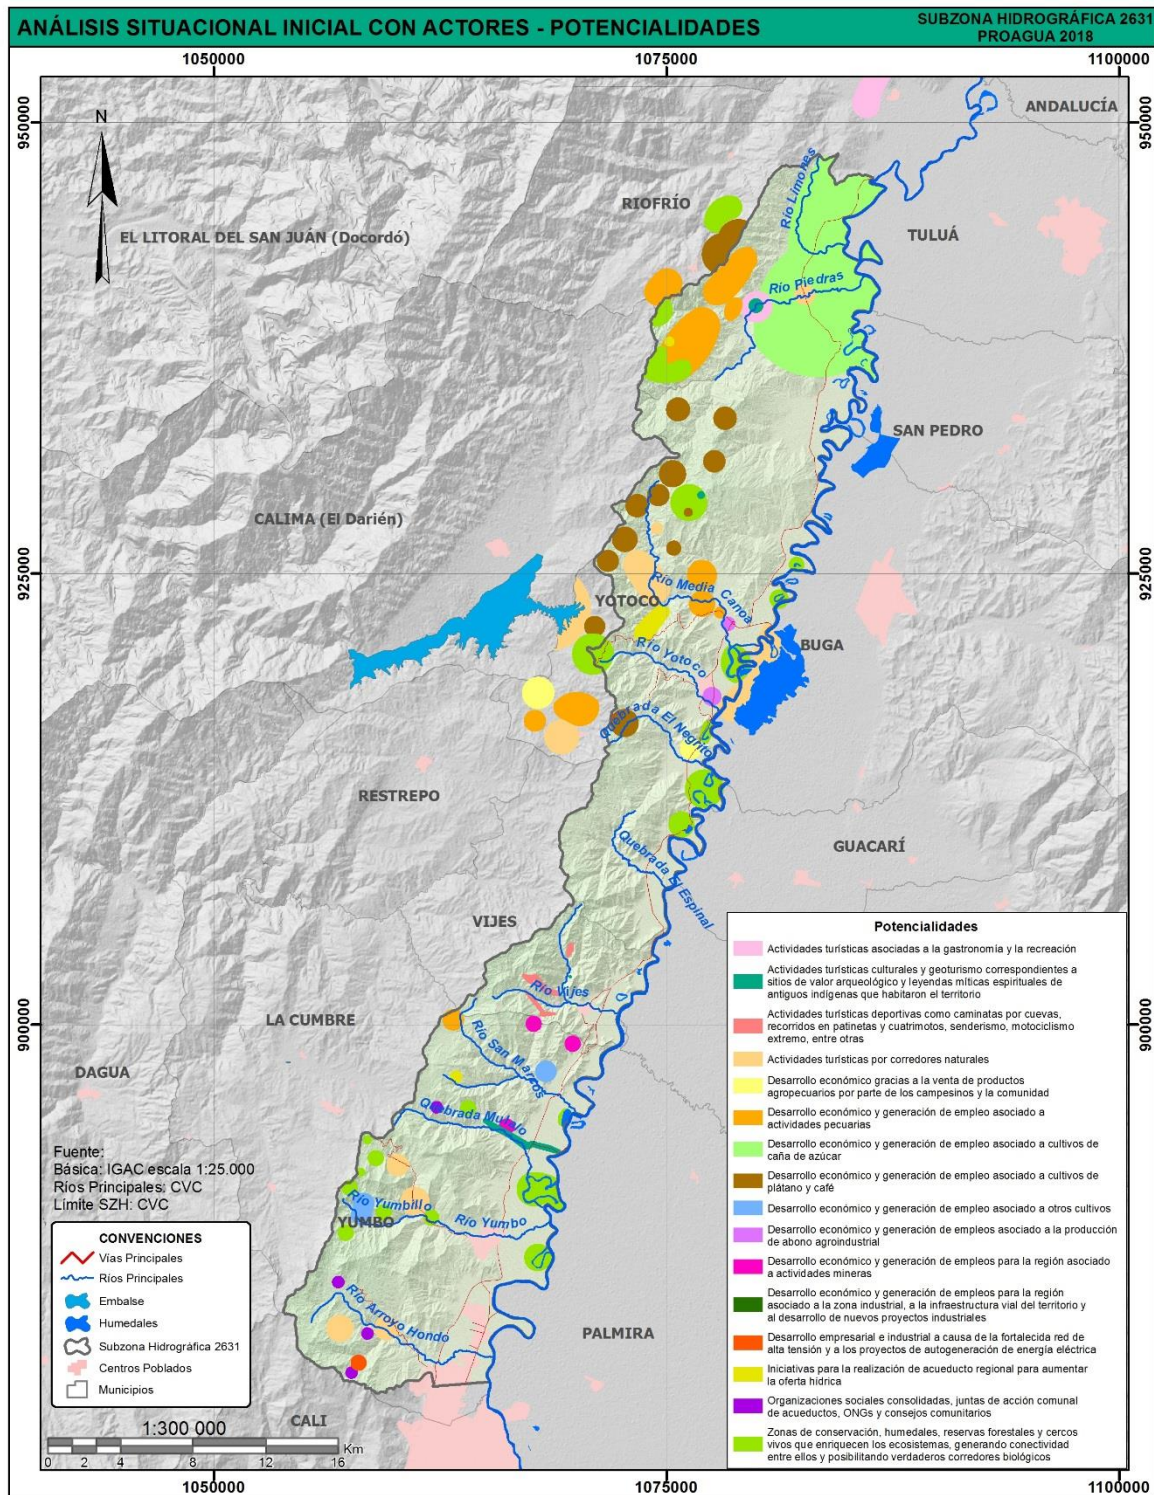 ANÁLISIS SITUACIONAL INICIAL CON ACTORES - POTENCIALIDADES
SUBZONA HIDROGRÁFICA 2631
PROAGUA 2018
1050000
1075000
1100000
950000
950000
N
ANDALUCÍA
RIOFRÍO
Río Limones
EL LITORAL DEL SAN JUÁN (Docordó)
TULUÁ
Río Piedras
SAN PEDRO
CALIMA (El Darién)
925000
925000
Río Media Canoa
YOTOCO
BUGA
Río Yotoco
Quebrada El Negrito
RESTREPO
GUACARÍ
Quebrada El Espinal
VIJES
Río Vijes
900000
900000
LA CUMBRE
Río San Marcos
DAGUA
Quebrada Mulalo
Río Yumbillo
YUMBO
Río Yumbo
Río Arroyo Hondo
PALMIRA
CALI
Fuente:
Básica: IGAC escala 1:25.000
Ríos Principales: CVC
Límite SZH: CVC
CONVENCIONES
Vías Principales
Ríos Principales
Embalse
Humedales
Subzona Hidrográfica 2631
Centros Poblados
Municipios
1:300 000
Km
0 2 4 8 12 16
Potencialidades
Actividades turísticas asociadas a la gastronomía y la recreación
Actividades turísticas culturales y geoturismo correspondientes a
sitios de valor arqueológico y leyendas míticas espirituales de
antiguos indígenas que habitaron el territorio
Actividades turísticas deportivas como caminatas por cuevas,
recorridos en patinetas y cuatrimotos, senderismo, motociclismo
extremo, entre otras
Actividades turísticas por corredores naturales
Desarrollo económico gracias a la venta de productos
agropecuarios por parte de los campesinos y la comunidad
Desarrollo económico y generación de empleo asociado a
actividades pecuarias
Desarrollo económico y generación de empleo asociado a cultivos de
caña de azúcar
Desarrollo económico y generación de empleo asociado a cultivos de
plátano y café
Desarrollo económico y generación de empleo asociado a otros cultivos
Desarrollo económico y generación de empleos asociado a la producción
de abono agroindustrial
Desarrollo económico y generación de empleos para la región asociado
a actividades mineras
Desarrollo económico y generación de empleos para la región
asociado a la zona industrial, a la infraestructura vial del territorio y
al desarrollo de nuevos proyectos industriales
Desarrollo empresarial e industrial a causa de la fortalecida red de
alta tensión y a los proyectos de autogeneración de energía eléctrica
Iniciativas para la realización de acueducto regional para aumentar
la oferta hídrica
Organizaciones sociales consolidadas, juntas de acción comunal
de acueductos, ONGs y consejos comunitarios
Zonas de conservación, humedales, reservas forestales y cercos
vivos que enriquecen los ecosistemas, generando conectividad
entre ellos y posibilitando verdaderos corredores biológicos
1050000
1075000
1100000